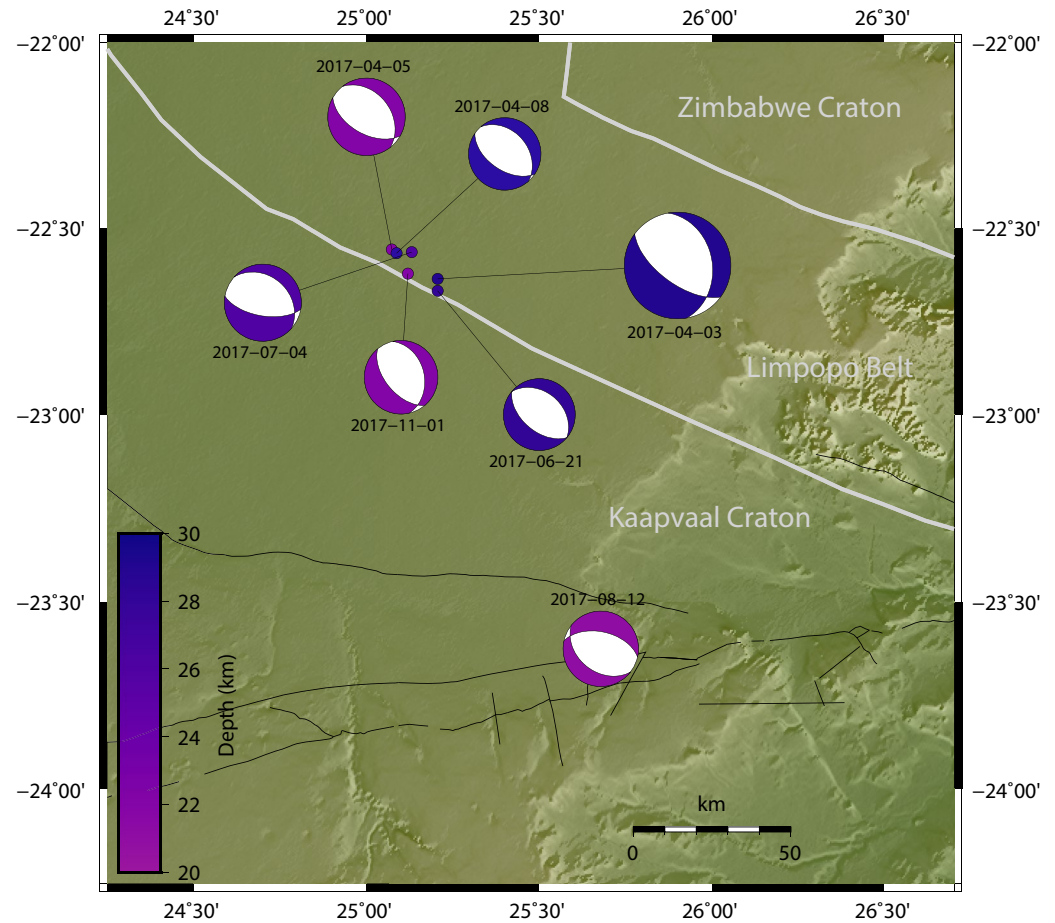 24˚30' 25˚00' 25˚30' 26˚00' 26˚30'
−22˚00' −22˚00'
2017−04−05
2017−04−08
Zimbabwe Craton
−22˚30' −22˚30'
2017−04−03
2017−07−04
Limpopo Belt
−23˚00' −23˚00'
2017−11−01
2017−06−21
Kaapvaal Craton
30
−23˚30' −23˚30'
2017−08−12
28
26
Depth (km)
24
−24˚00' −24˚00'
22
km
0 50
20
24˚30' 25˚00' 25˚30' 26˚00' 26˚30'